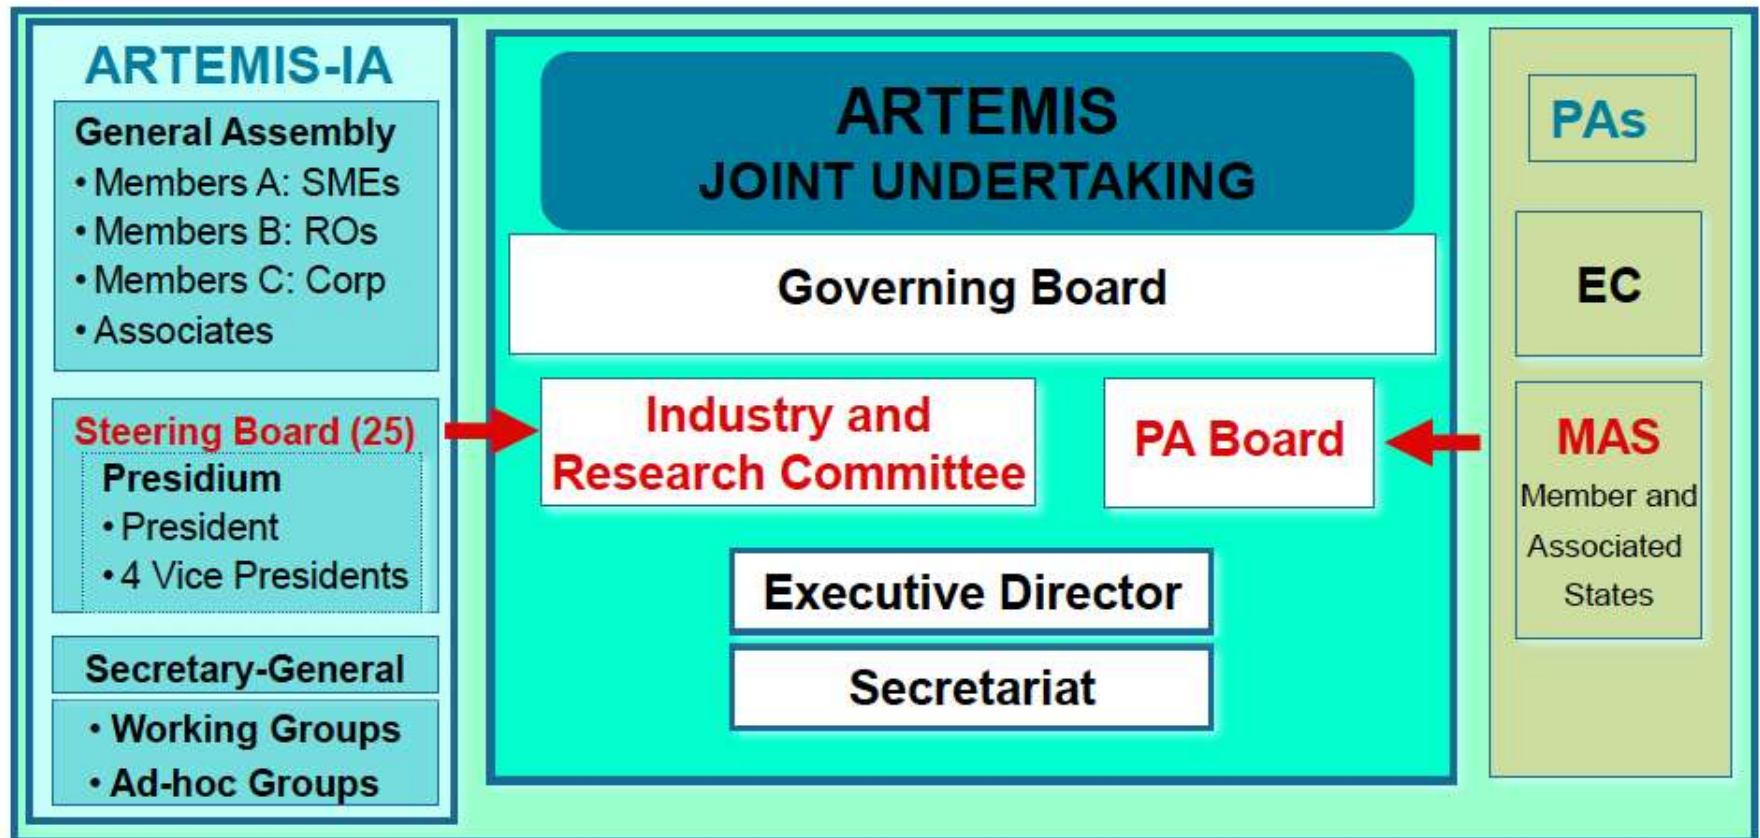 ARTEMIS-IA
General Assembly
• Members A: SMEs
• Members B: ROs
• Members C: Corp
• Associates
Steering Board (25)
Presidium
• President
• 4 Vice Presidents
Secretary-General
• Working Groups
• Ad-hoc Groups
ARTEMIS
JOINT UNDERTAKING
Governing Board
Industry and
Research Committee
PA Board
Executive Director
Secretariat
PAs
EC
MAS
Member and
Associated
States